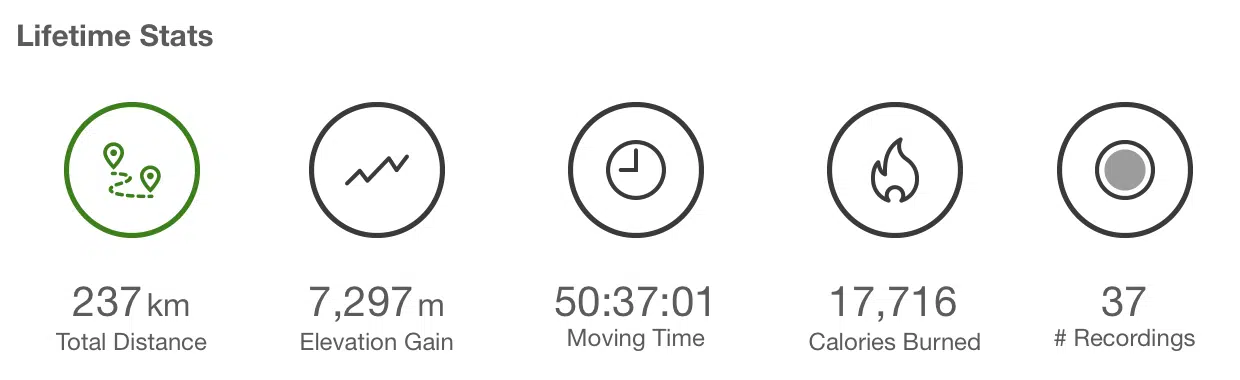 Lifetime Stats
237 km 7,297 m 50:37:01 17,716 37
Total Distance Elevation Gain Moving Time Calories Burned # Recordings